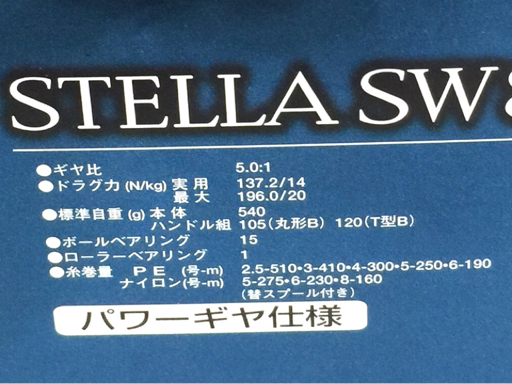 STELLA SW
●ギヤ比 5.0:1
●ドラグ力(N/kg) 実用 137.2/14
最大 196.0/20
●標準自重(g) 本体 540
ハンドル組 105(丸形B) 120(T型B)
●ボールベアリング 15
●ローラーベアリング 1
●糸巻量 PE (号-m) 2.5-510•3-410•4-300•5-250•6-190
ナイロン(号-m) 5-275•6-230•8-160
(替スプール付き)
パワーギヤ仕様